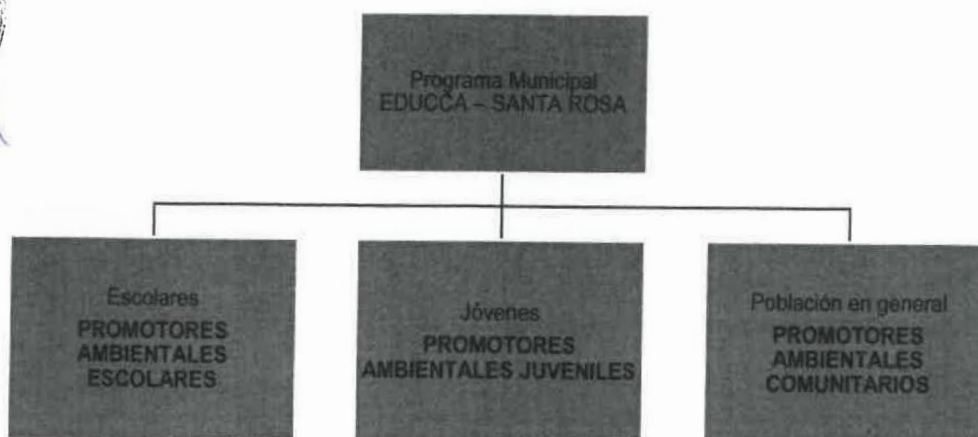 Programa Municipal
EDUCCA – SANTA ROSA
Escolares
PROMOTORES
AMBIENTALES
ESCOLARES
Jóvenes
PROMOTORES
AMBIENTALES JUVENILES
Población en general
PROMOTORES
AMBIENTALES
COMUNITARIOS